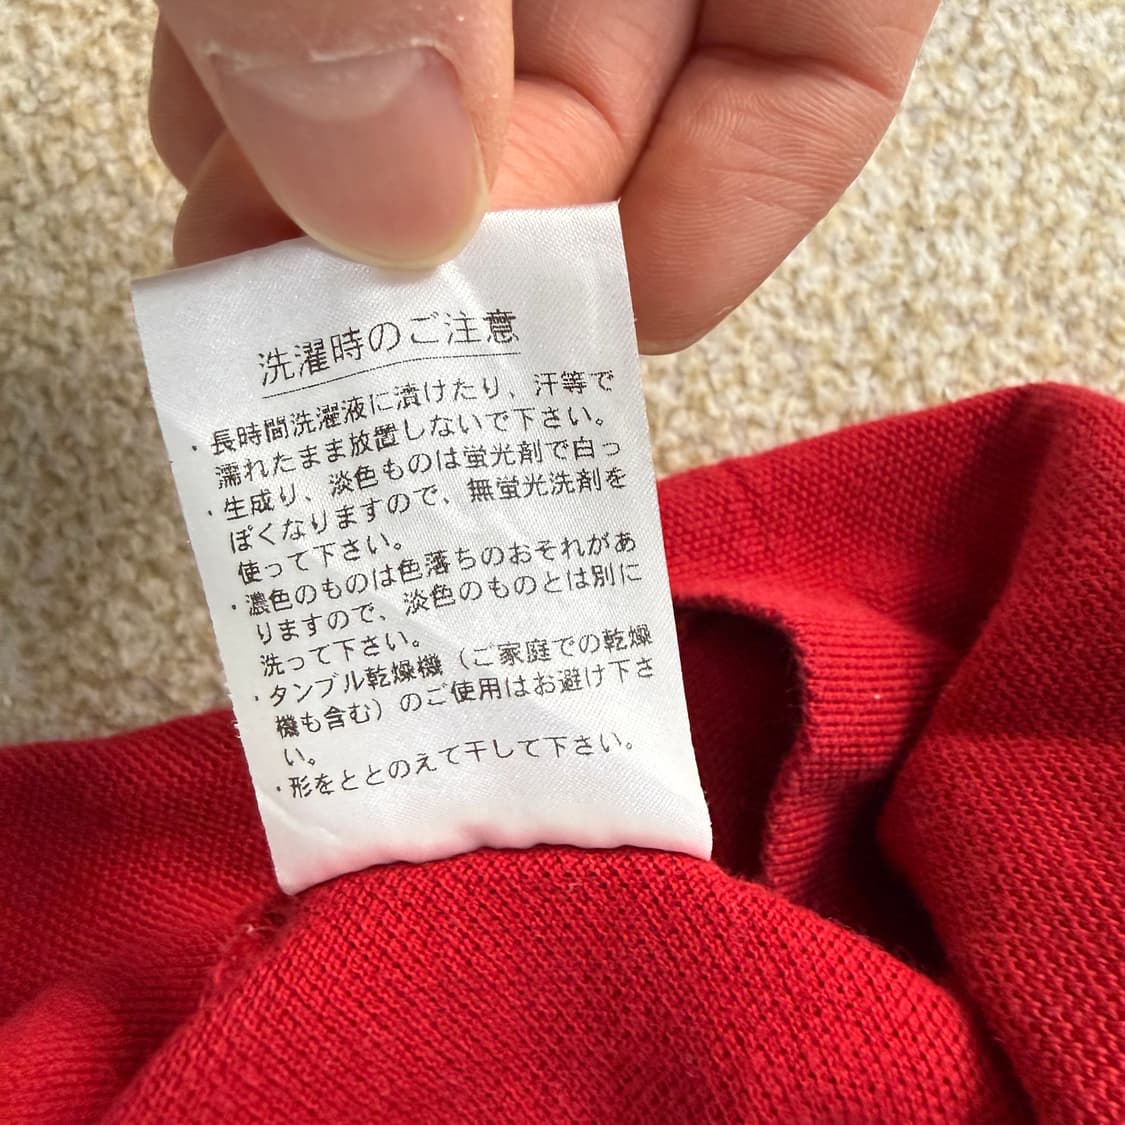 洗濯時のご注意
・長時間洗濯液に漬けたり、汗等で
濡れたまま放置しないで下さい。
・生成り、淡色ものは蛍光剤で白っ
ぽくなりますので、無蛍光洗剤を
使って下さい。
・濃色のものは色落ちのおそれがあ
りますので、淡色のものとは別に
洗って下さい。
・タンブル乾燥機（ご家庭での乾燥
機も含む）のご使用はお避け下さ
い。
・形をととのえて干して下さい。